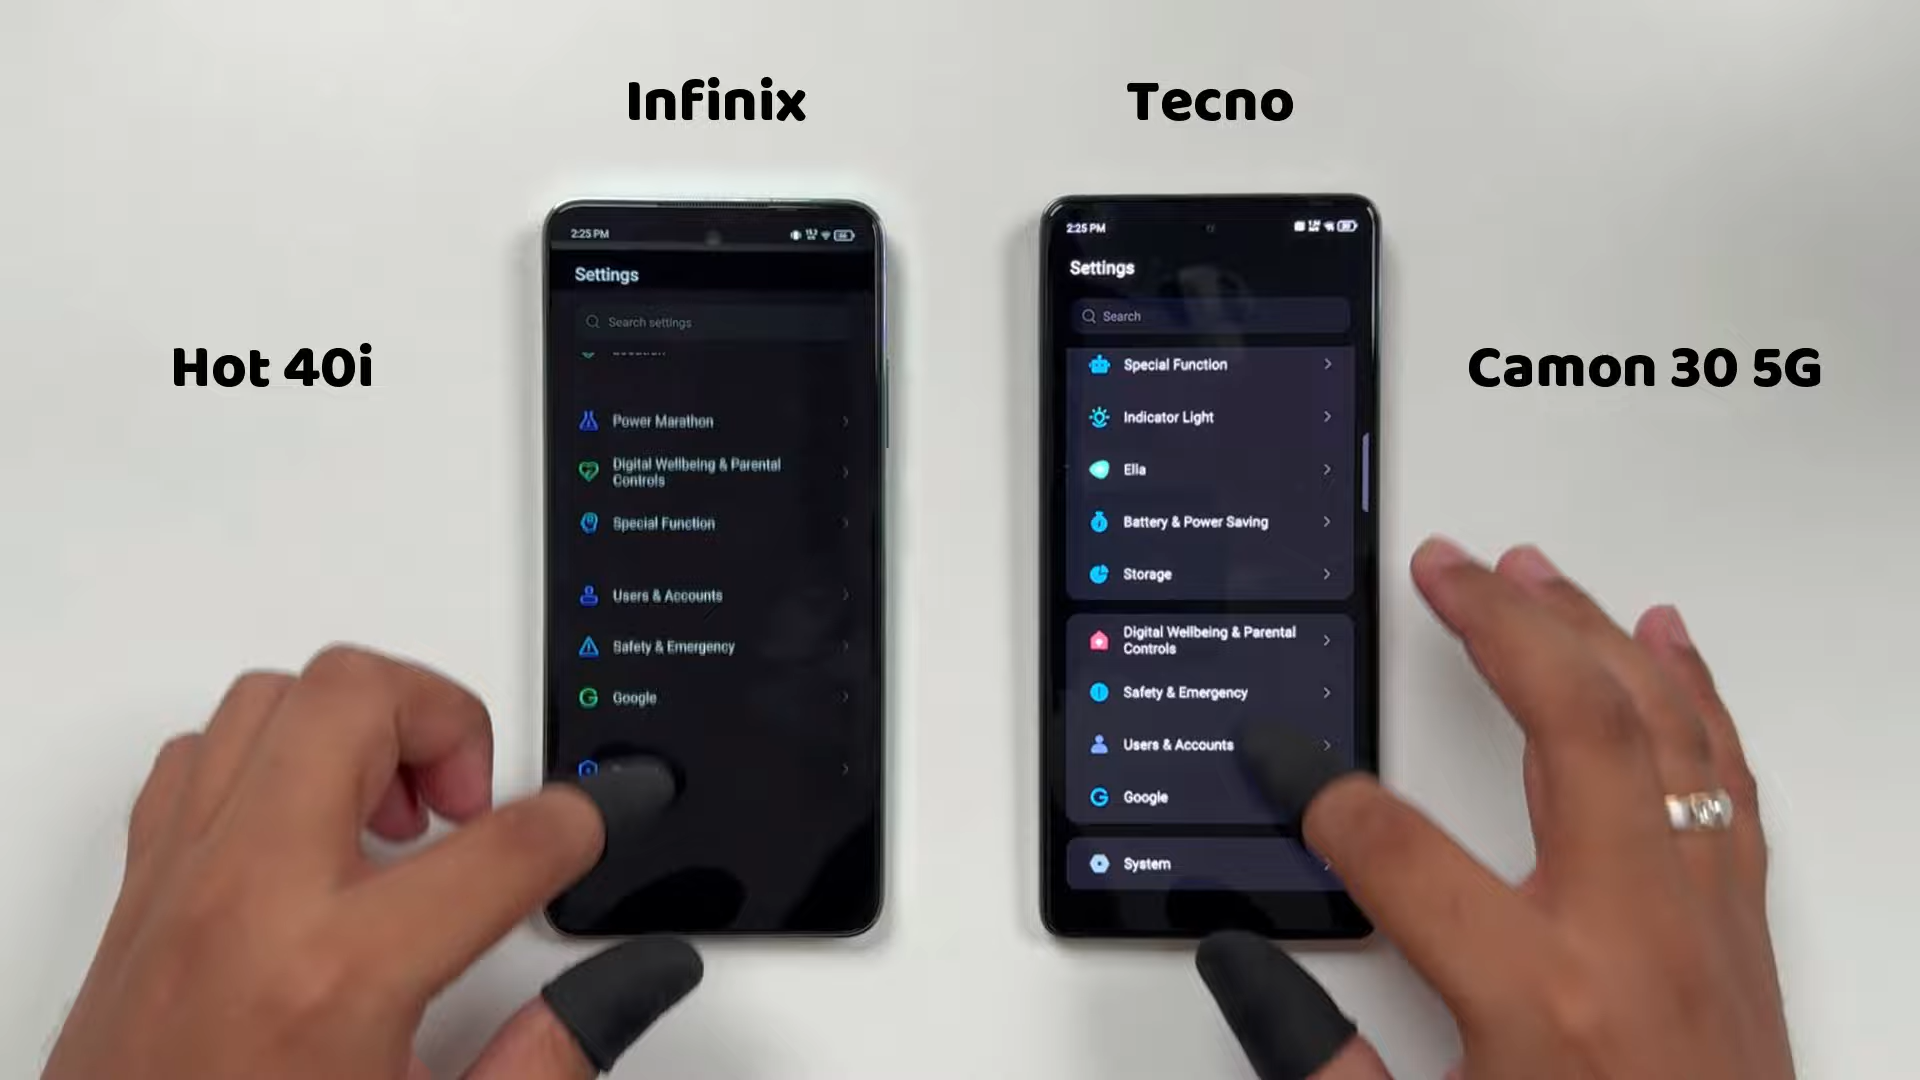 Infinix
Tecno
Hot 40i
Camon 30 5G
2:25 PM
Settings
Search settings
Location
Power Marathon
Digital Wellbeing & Parental
Controls
Special Function
Users & Accounts
Safety & Emergency
Google
2:25 PM
Settings
Search
Special Function
Indicator Light
Ella
Battery & Power Saving
Storage
Digital Wellbeing & Parental
Controls
Safety & Emergency
Users & Accounts
Google
System